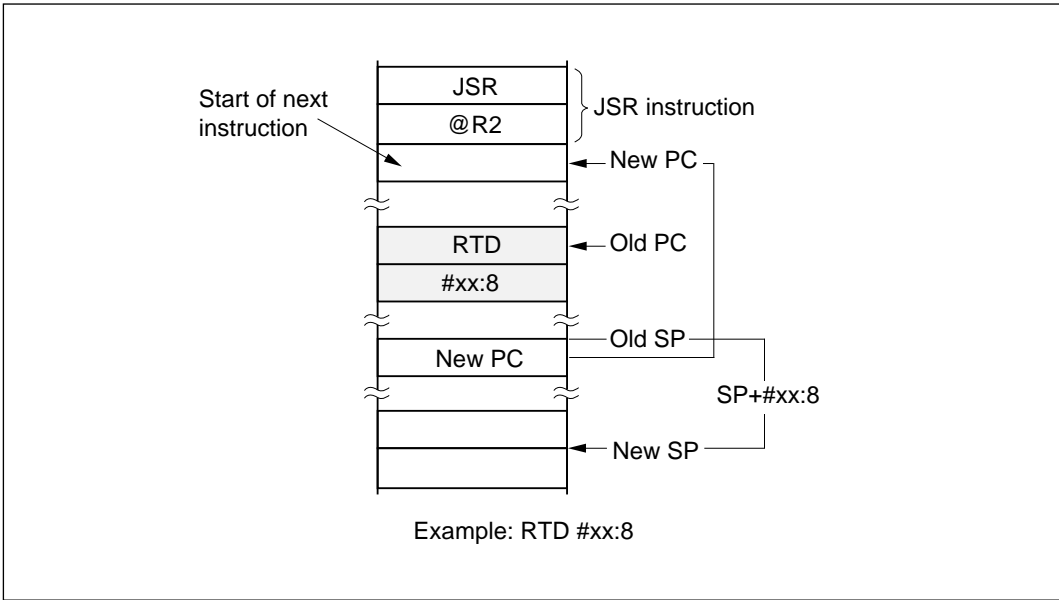 JSR
Start of next
instruction
JSR instruction
@R2
New PC
RTD
Old PC
#xx:8
Old SP
New PC
SP+#xx:8
New SP
Example: RTD #xx:8